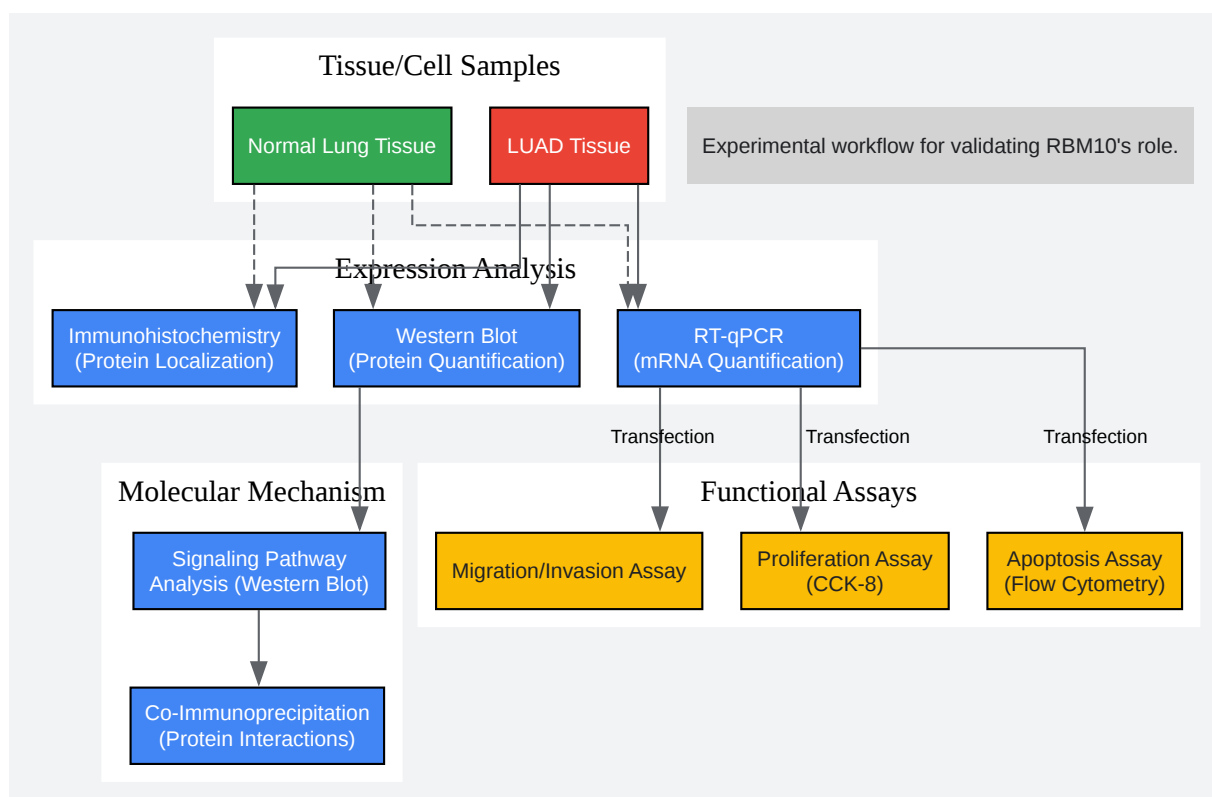 Tissue/Cell Samples
Normal Lung Tissue
LUAD Tissue
Experimental workflow for validating RBM10's role.
Expression Analysis
Immunohistochemistry
(Protein Localization)
Western Blot
(Protein Quantification)
RT-qPCR
(mRNA Quantification)
Transfection
Transfection
Transfection
Molecular Mechanism
Signaling Pathway
Analysis (Western Blot)
Co-Immunoprecipitation
(Protein Interactions)
Functional Assays
Migration/Invasion Assay
Proliferation Assay
(CCK-8)
Apoptosis Assay
(Flow Cytometry)